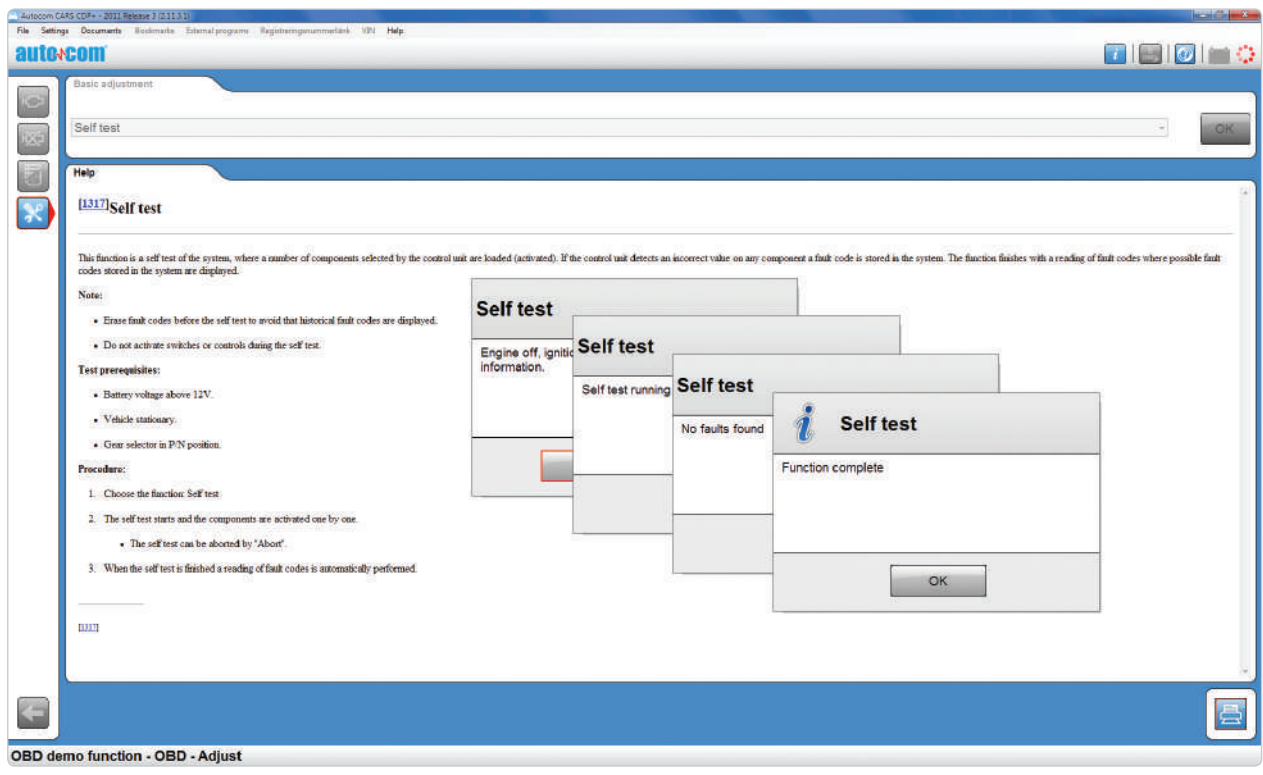 Autocom CARS CDP+ - 2011 Release 3 (2.11.3.1)
File Settings Documents Bookmarks External programs Registreringsnummerlänk VIN Help
autocom
Basic adjustment
Self test
OK
Help
[1317]Self test
This function is a self test of the system, where a number of components selected by the control unit are loaded (activated). If the control unit detects an incorrect value on any component a fault code is stored in the system. The function finishes with a reading of fault codes where possible fault
codes stored in the system are displayed.
Note:
• Erase fault codes before the self test to avoid that historical fault codes are displayed.
• Do not activate switches or controls during the self test.
Test prerequisites:
• Battery voltage above 12V.
• Vehicle stationary.
• Gear selector in P/N position.
Procedure:
1. Choose the function: Self test
2. The self test starts and the components are activated one by one.
• The self test can be aborted by "Abort".
3. When the self test is finished a reading of fault codes is automatically performed.
[1317]
Self test
Engine off, ignitio
information.
Self test
Self test running
Self test
No faults found
Self test
Function complete
OK
OBD demo function - OBD - Adjust